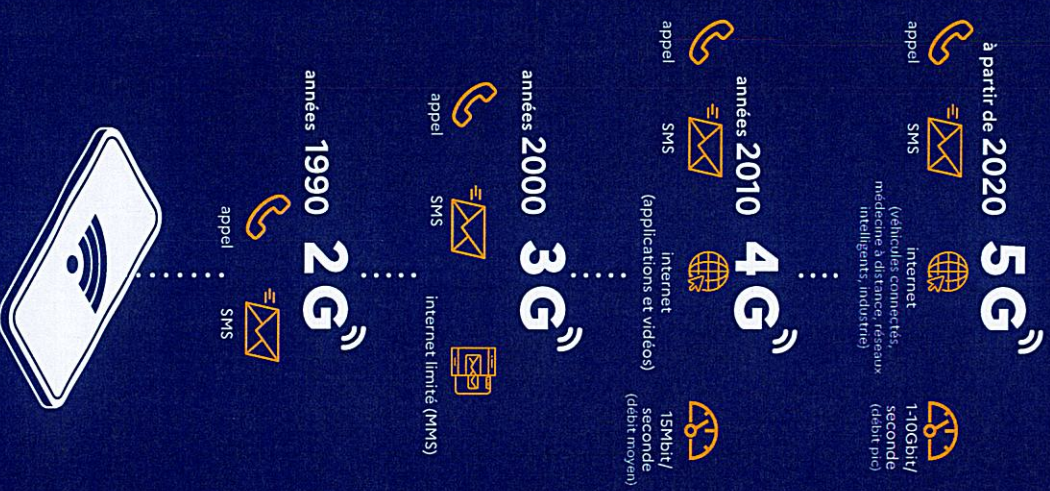 à partir de 2020 5G
appel
SMS
internet
(véhicules connectés,
médecine à distance, réseaux
intelligents, industrie)
1-10Gbit/
seconde
(débit pic)
années 2010 4G
appel
SMS
internet
(applications et vidéos)
15Mbit/
seconde
(débit moyen)
années 2000 3G
appel
SMS
internet limité (MMS)
années 1990 2G
appel
SMS